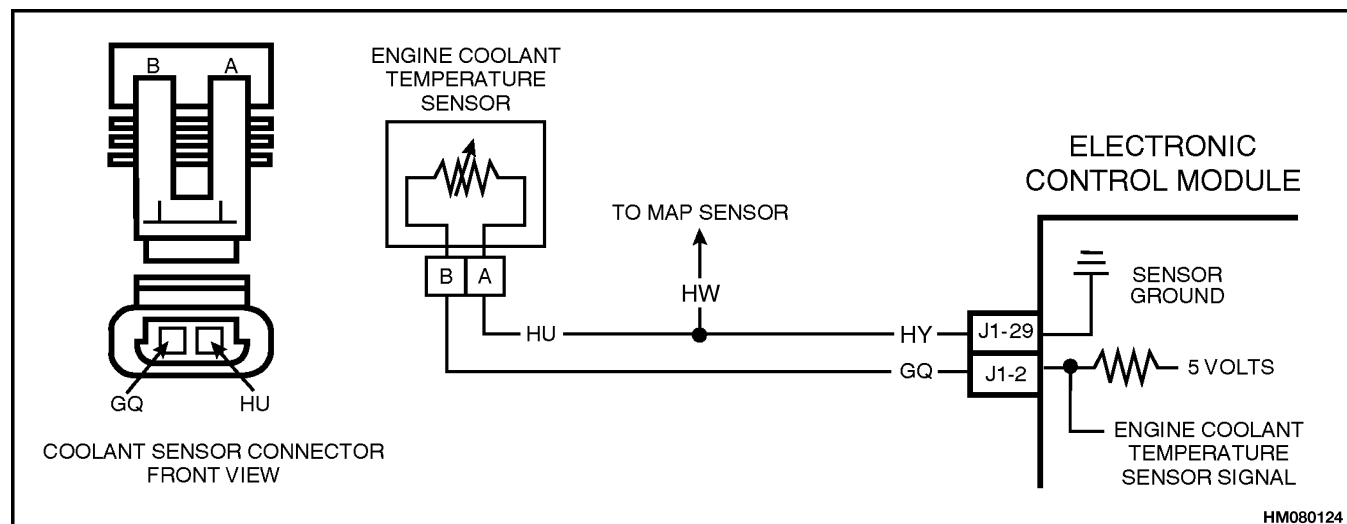 B A
GQ HU
COOLANT SENSOR CONNECTOR
FRONT VIEW
ENGINE COOLANT
TEMPERATURE
SENSOR
B A
TO MAP SENSOR
HW
HU
HY
GQ
J1-29
J1-2
ELECTRONIC
CONTROL MODULE
SENSOR
GROUND
5 VOLTS
ENGINE COOLANT
TEMPERATURE
SENSOR SIGNAL
HM080124